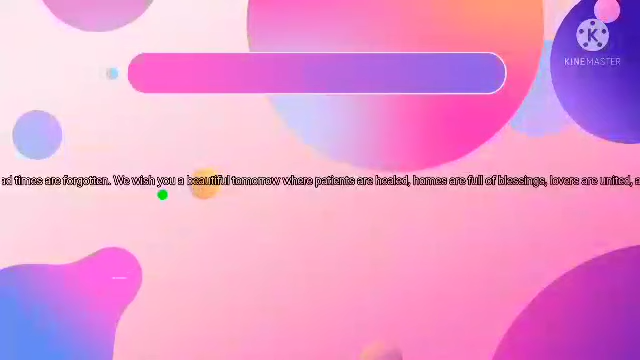 KINEMASTER
times are forgotten. We wish you a beautiful tomorrow where patients are healed, homes are full of blessings, lovers are united,